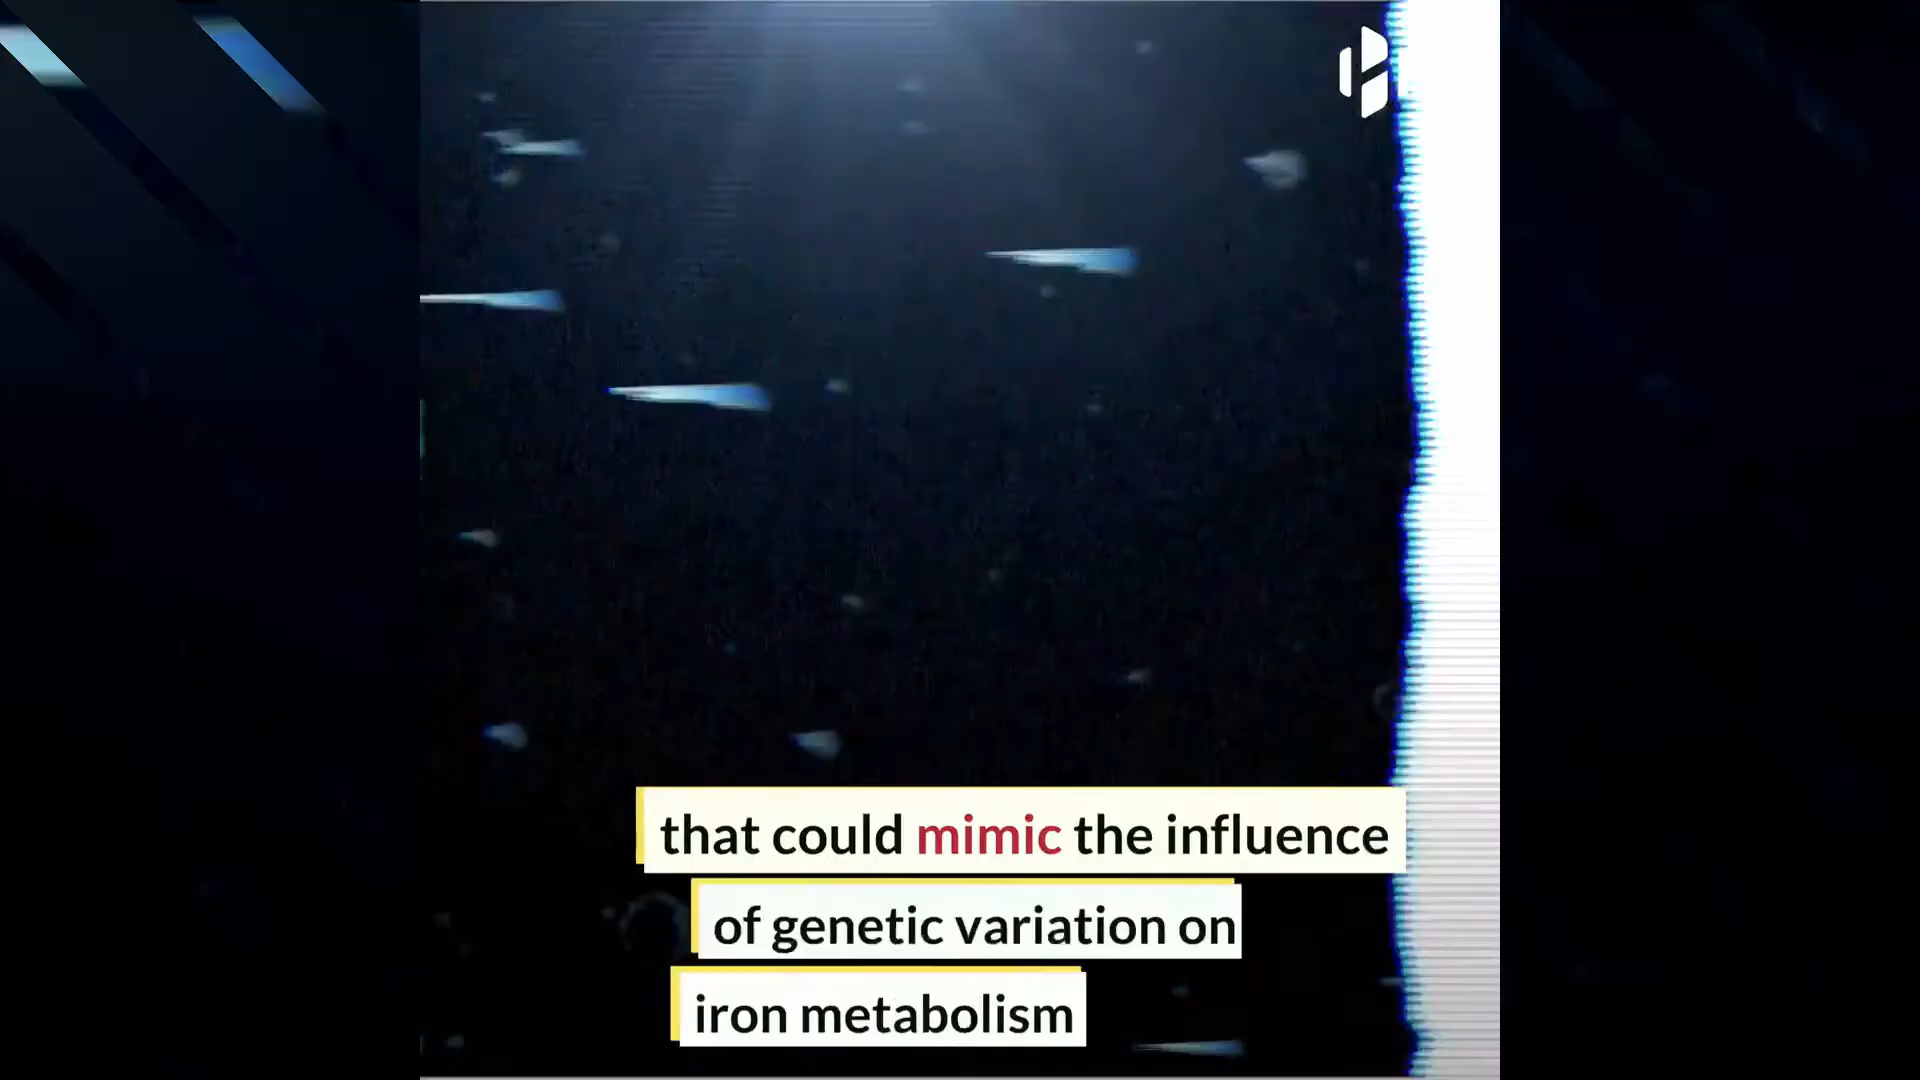 that could mimic the influence
of genetic variation on
iron metabolism